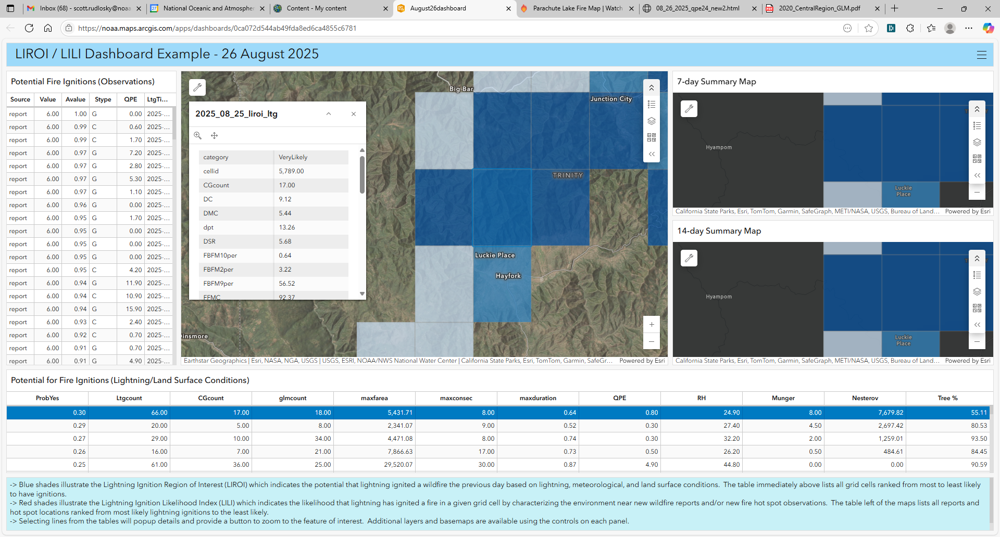 Inbox (68) - scott.rudlosky@noaa
National Oceanic and Atmospher
Content - My content
August26dashboard
Parachute Lake Fire Map | Watch
08_26_2025_qpe24_new2.html
2020_CentralRegion_GLM.pdf
https://noaa.maps.arcgis.com/apps/dashboards/0ca072d544ab49fda8ed6ca4855c6781
LIROI / LILI Dashboard Example - 26 August 2025
Potential Fire Ignitions (Observations)
Source Value Avalue Stype QPE LtgTi...
report 6.00 1.00 G 0.00 2025-...
report 6.00 0.99 C 0.60 2025-...
report 6.00 0.99 C 1.70 2025-...
report 6.00 0.97 G 7.20 2025-...
report 6.00 0.97 G 2.80 2025-...
report 6.00 0.97 G 5.30 2025-...
report 6.00 0.97 G 1.10 2025-...
report 6.00 0.96 G 0.00 2025-...
report 6.00 0.95 G 1.70 2025-...
report 6.00 0.95 G 0.00 2025-...
report 6.00 0.95 G 0.00 2025-...
report 6.00 0.95 G 0.00 2025-...
report 6.00 0.95 C 4.20 2025-...
report 6.00 0.94 G 11.90 2025-...
report 6.00 0.94 C 10.90 2025-...
report 6.00 0.94 G 15.90 2025-...
report 6.00 0.93 C 2.40 2025-...
report 6.00 0.92 C 0.70 2025-...
report 6.00 0.91 G 0.70 2025-...
report 6.00 0.91 G 4.90 2025-...
Big Bar
Junction City
TRINITY
Luckie Place
Hayfork
Dinsmore
2025_08_25_liroi_ltg
category VeryLikely
cellid 5,789.00
CGcount 17.00
DC 9.12
DMC 5.44
dpt 13.26
DSR 5.68
FBFM10per 0.64
FBFM2per 3.22
FBFM9per 56.52
FFMC 92.37
Earthstar Geographics | Esri, NASA, NGA, USGS | USGS, ESRI, NOAA/NWS National Water Center | California State Parks, Esri, TomTom, Garmin, SafeGr... Powered by Esri
7-day Summary Map
Hyampom
Luckie
Place
California State Parks, Esri, TomTom, Garmin, SafeGraph, METI/NASA, USGS, Bureau of Land... Powered by Esri
14-day Summary Map
Hyampom
Luckie
Place
California State Parks, Esri, TomTom, Garmin, SafeGraph, METI/NASA, USGS, Bureau of Land... Powered by Esri
Potential for Fire Ignitions (Lightning/Land Surface Conditions)
ProbYes Ltgcount CGcount glmcount maxfarea maxconsec maxduration QPE RH Munger Nesterov Tree %
0.30 66.00 17.00 18.00 5,431.71 8.00 0.64 0.80 24.90 8.00 7,679.82 55.11
0.29 20.00 5.00 8.00 2,341.07 9.00 0.52 0.30 27.40 4.50 2,697.42 80.53
0.27 29.00 10.00 34.00 4,471.08 8.00 0.74 0.30 32.20 2.00 1,259.01 93.50
0.26 16.00 7.00 21.00 7,866.63 17.00 0.73 0.50 26.20 0.50 484.61 84.45
0.25 61.00 36.00 25.00 29,520.07 30.00 0.87 4.90 44.80 0.00 0.00 90.59
-> Blue shades illustrate the Lightning Ignition Region of Interest (LIROI) which indicates the potential that lightning ignited a wildfire the previous day based on lightning, meteorological, and land surface conditions. The table immediately above lists all grid cells ranked from most to least likely
to have ignitions.
-> Red shades illustrate the Lightning Ignition Likelihood Index (LILI) which indicates the likelihood that lightning has ignited a fire in a given grid cell by characterizing the environment near new wildfire reports and/or new fire hot spot observations. The table left of the maps lists all reports and
hot spot locations ranked from most likely lightning ignitions to the least likely.
-> Selecting lines from the tables will popup details and provide a button to zoom to the feature of interest. Additional layers and basemaps are available using the controls on each panel.